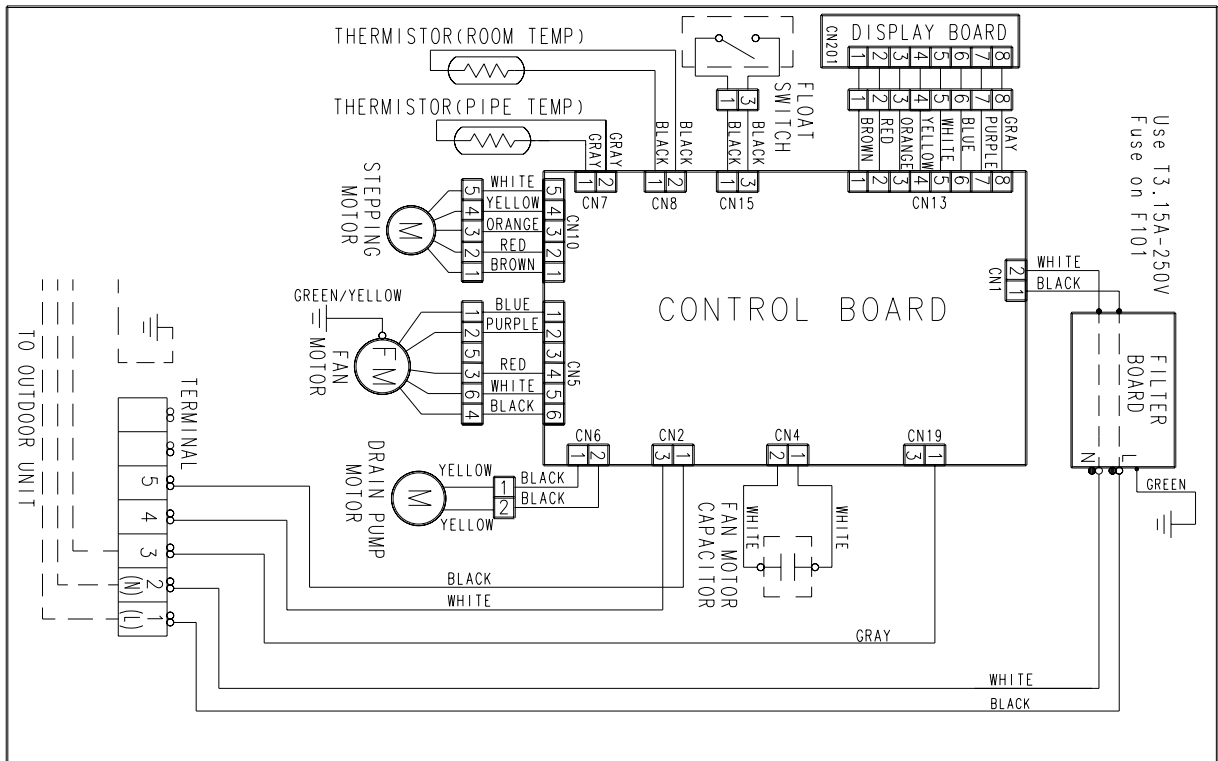 THERMISTOR(ROOM TEMP)
THERMISTOR(PIPE TEMP)
BLACK
BLACK
GRAY
GRAY
FLOAT
SWITCH
1 3
BLACK
BLACK
CN201
DISPLAY BOARD
1 2 3 4 5 6 7 8
1 2 3 4 5 6 7 8
BROWN
RED
ORANGE
YELLOW
WHITE
BLUE
PURPLE
GRAY
Use T3.15A-250V
Fuse on F101
1 2
CN7
1 2
CN8
1 3
CN15
1 2 3 4 5 6 7 8
CN13
STEPPING
MOTOR
M
5 WHITE 5
4 YELLOW 4
3 ORANGE 3
2 RED 2
1 BROWN 1
CN10
GREEN/YELLOW
FAN
MOTOR
FM
1 BLUE 1
2 PURPLE 2
5 3
3 RED 4
6 WHITE 5
4 BLACK 6
CN5
CONTROL BOARD
CN1
2 WHITE
1 BLACK
FILTER
BOARD
N L
GREEN
CN6
1 2
CN2
3 1
CN4
2 1
CN19
3 1
DRAIN PUMP
MOTOR
M
YELLOW
YELLOW
1 BLACK
2 BLACK
FAN MOTOR
CAPACITOR
WHITE
WHITE
TO OUTDOOR UNIT
TERMINAL
5
4
3
2
(N)
1
(L)
BLACK
WHITE
GRAY
WHITE
BLACK